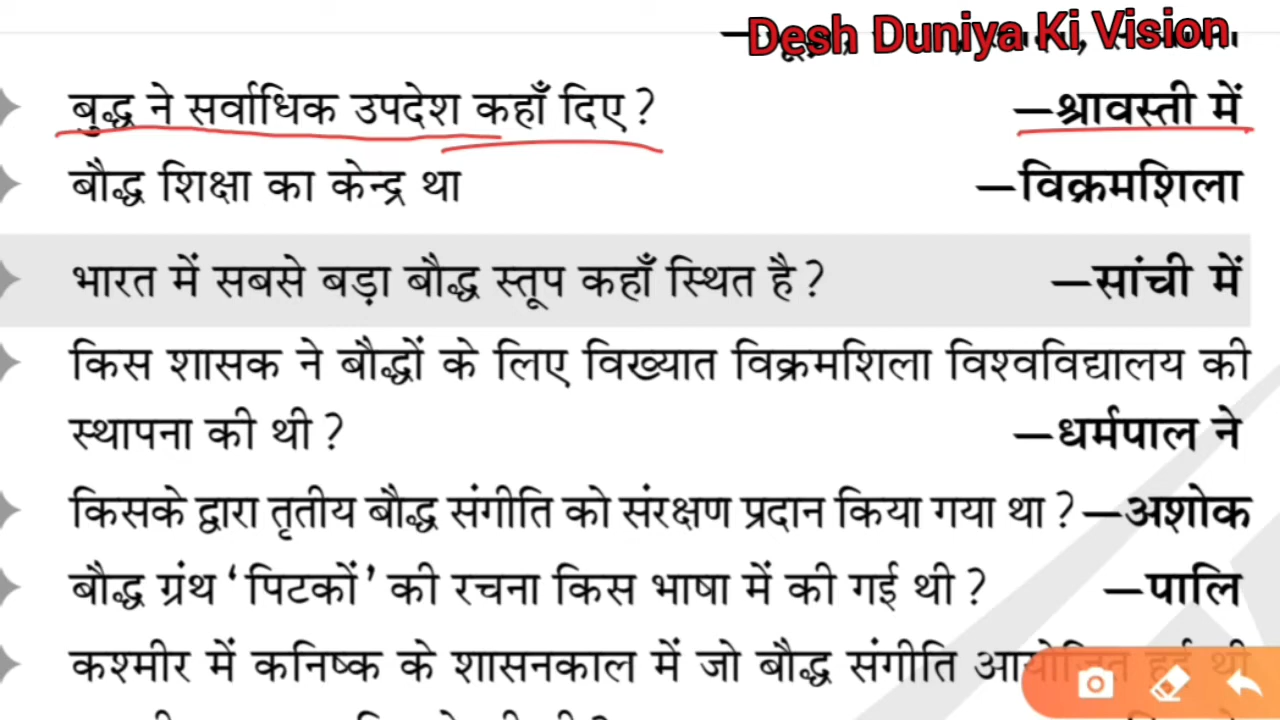 Desh Duniya Ki Vision
बुद्ध ने सर्वाधिक उपदेश कहाँ दिए ? —श्रावस्ती में
बौद्ध शिक्षा का केन्द्र था —विक्रमशिला
भारत में सबसे बड़ा बौद्ध स्तूप कहाँ स्थित है ? —सांची में
किस शासक ने बौद्धों के लिए विख्यात विक्रमशिला विश्वविद्यालय की
स्थापना की थी ? —धर्मपाल ने
किसके द्वारा तृतीय बौद्ध संगीति को संरक्षण प्रदान किया गया था ? —अशोक
बौद्ध ग्रंथ ‘पिटकों’ की रचना किस भाषा में की गई थी ? —पालि
कश्मीर में कनिष्क के शासनकाल में जो बौद्ध संगीति आयोजित हुई थी